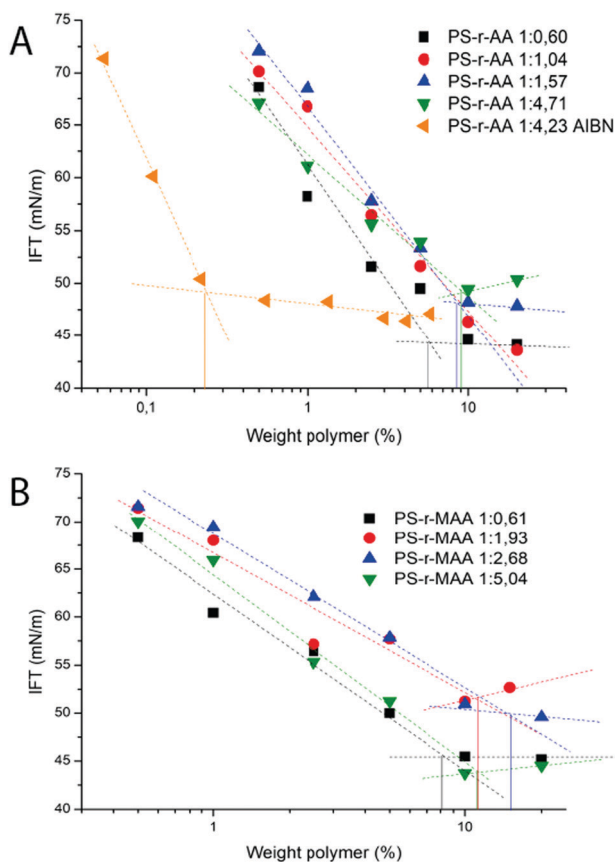 A
PS-r-AA 1:0,60
PS-r-AA 1:1,04
PS-r-AA 1:1,57
PS-r-AA 1:4,71
PS-r-AA 1:4,23 AIBN
IFT (mN/m)
75
70
65
60
55
50
45
40
0,1
1
10
Weight polymer (%)
B
PS-r-MAA 1:0,61
PS-r-MAA 1:1,93
PS-r-MAA 1:2,68
PS-r-MAA 1:5,04
IFT (mN/m)
75
70
65
60
55
50
45
40
1
10
Weight polymer (%)